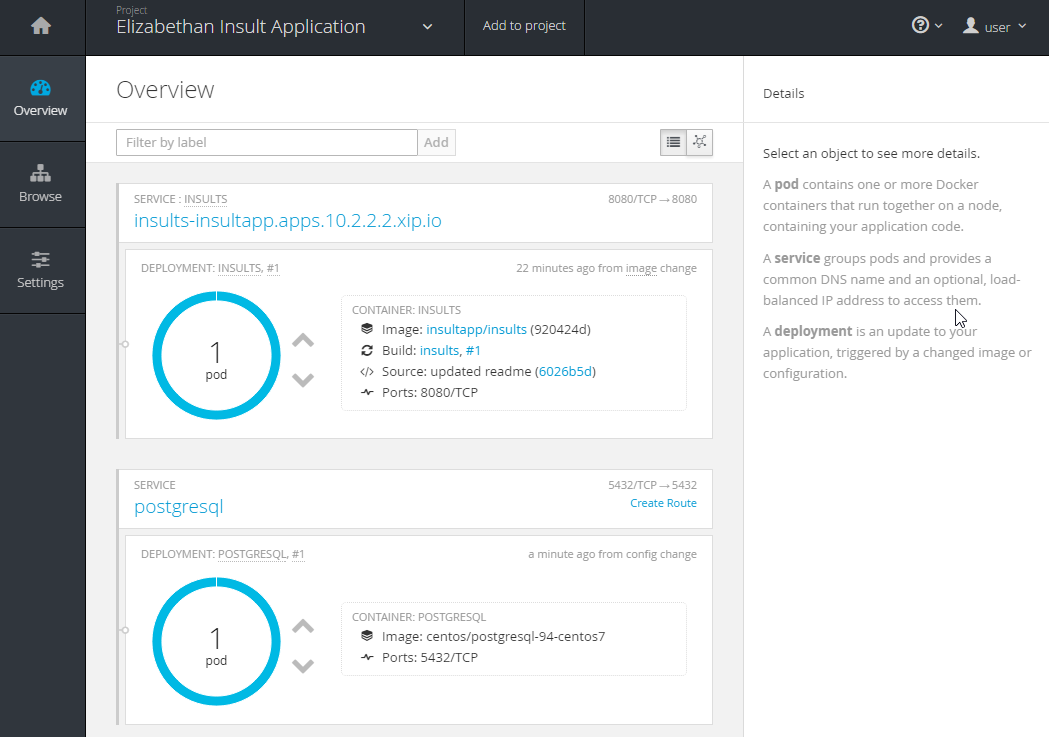 Project
Elizabethan Insult Application
Add to project
user
Overview
Browse
Settings
Overview
Filter by label
Add
SERVICE : INSULTS
8080/TCP → 8080
insults-insultapp.apps.10.2.2.2.xip.io
DEPLOYMENT: INSULTS, #1
22 minutes ago from image change
1
pod
CONTAINER: INSULTS
Image: insultapp/insults (920424d)
Build: insults, #1
Source: updated readme (6026b5d)
Ports: 8080/TCP
SERVICE
5432/TCP → 5432
postgresql
Create Route
DEPLOYMENT: POSTGRESQL, #1
a minute ago from config change
1
pod
CONTAINER: POSTGRESQL
Image: centos/postgresql-94-centos7
Ports: 5432/TCP
Details
Select an object to see more details.
A pod contains one or more Docker
containers that run together on a node,
containing your application code.
A service groups pods and provides a
common DNS name and an optional, load-
balanced IP address to access them.
A deployment is an update to your
application, triggered by a changed image or
configuration.